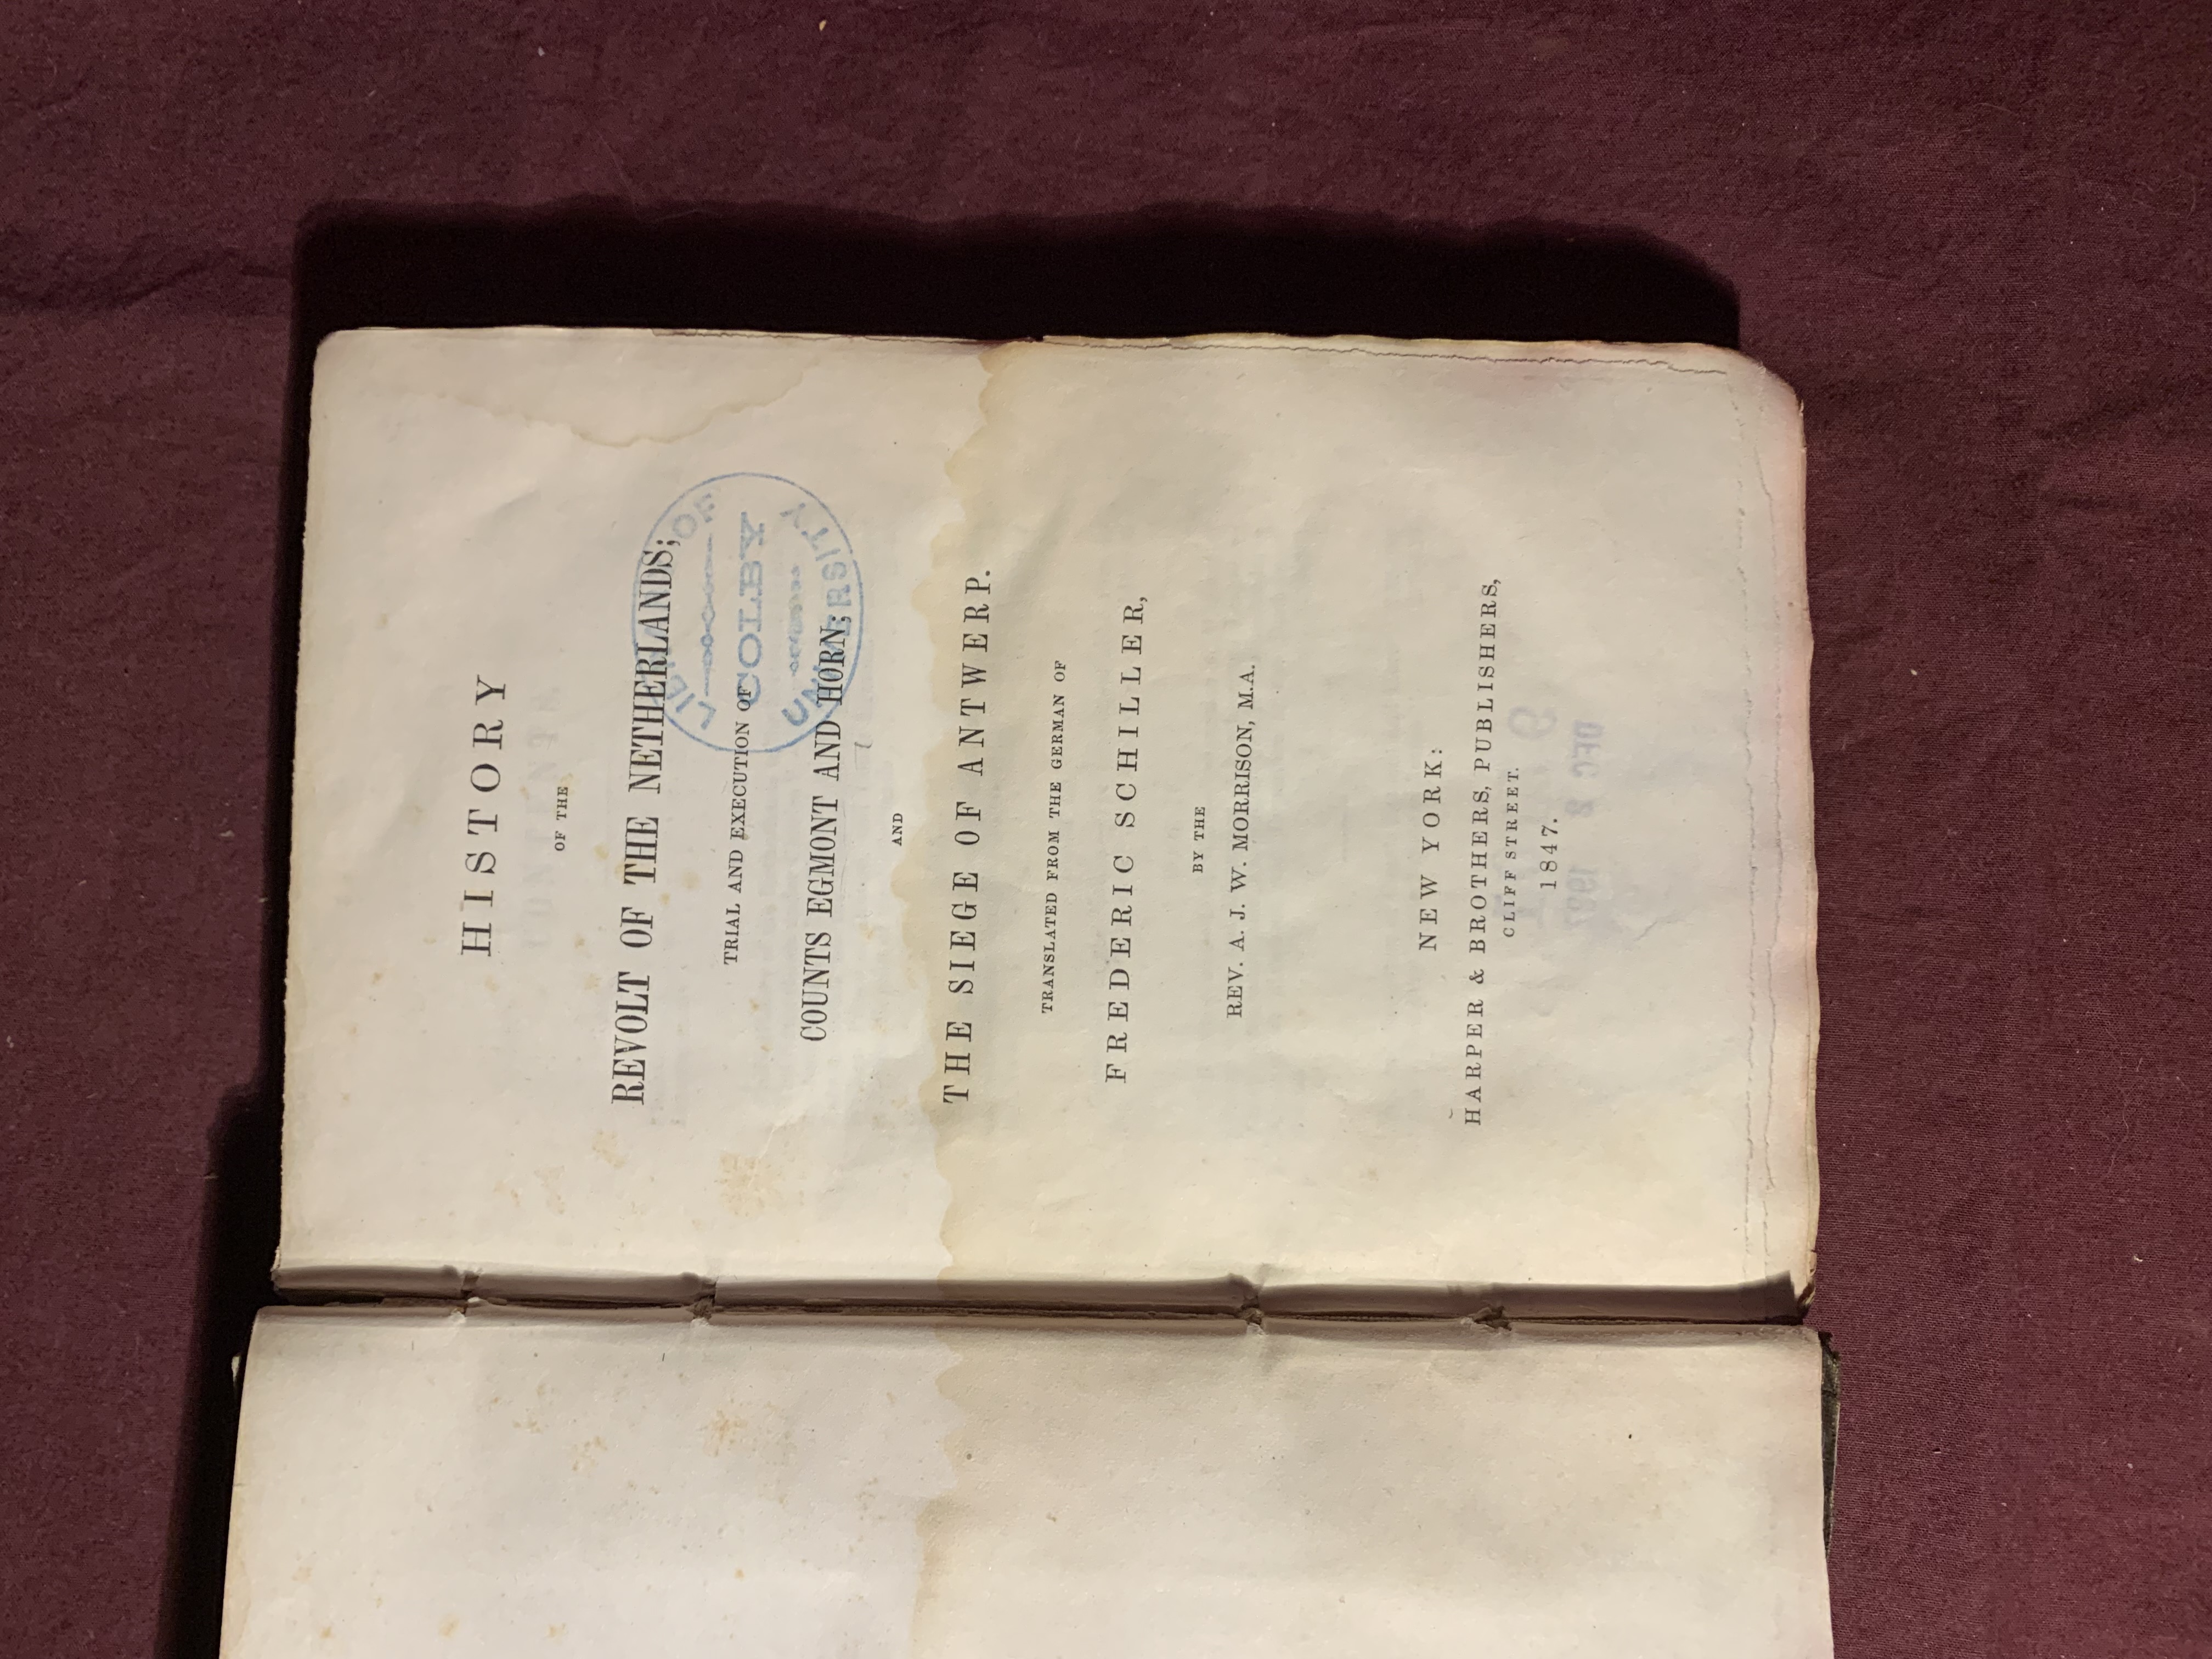 HISTORY
OF THE
REVOLT OF THE NETHERLANDS;
TRIAL AND EXECUTION OF
COUNTS EGMONT AND HORN;
AND
THE SIEGE OF ANTWERP.
TRANSLATED FROM THE GERMAN OF
FREDERIC SCHILLER,
BY THE
REV. A. J. W. MORRISON, M.A.
NEW YORK:
HARPER & BROTHERS, PUBLISHERS,
CLIFF STREET.
1847.
OF
COLBY
UNIVERSITY